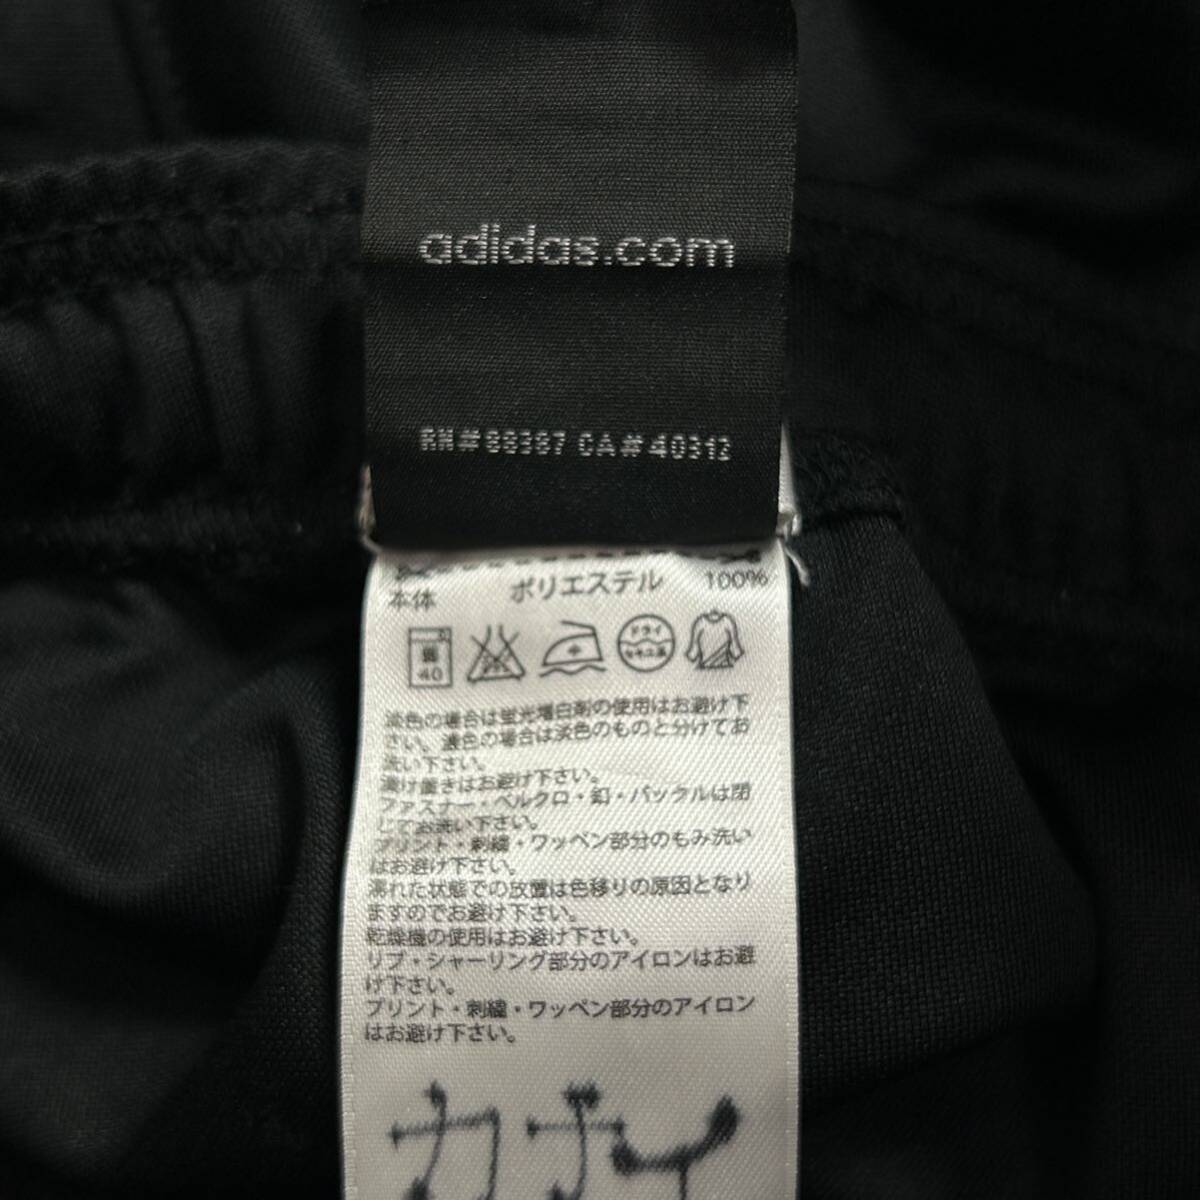 adidas.com
RN#88387 CA#40312
本体 ポリエステル 100%
弱 40
ドライ セキユ系
淡色の場合は蛍光増白剤の使用はお避け下
さい。濃色の場合は淡色のものと分けてお
洗い下さい。
漬け置きはお避け下さい。
ファスナー・ベルクロ・釦・バックルは閉
じてお洗い下さい。
プリント・刺繍・ワッペン部分のもみ洗い
はお避け下さい。
濡れた状態での放置は色移りの原因となり
ますのでお避け下さい。
乾燥機の使用はお避け下さい。
リブ・シャーリング部分のアイロンはお避
け下さい。
プリント・刺繍・ワッペン部分のアイロン
はお避け下さい。